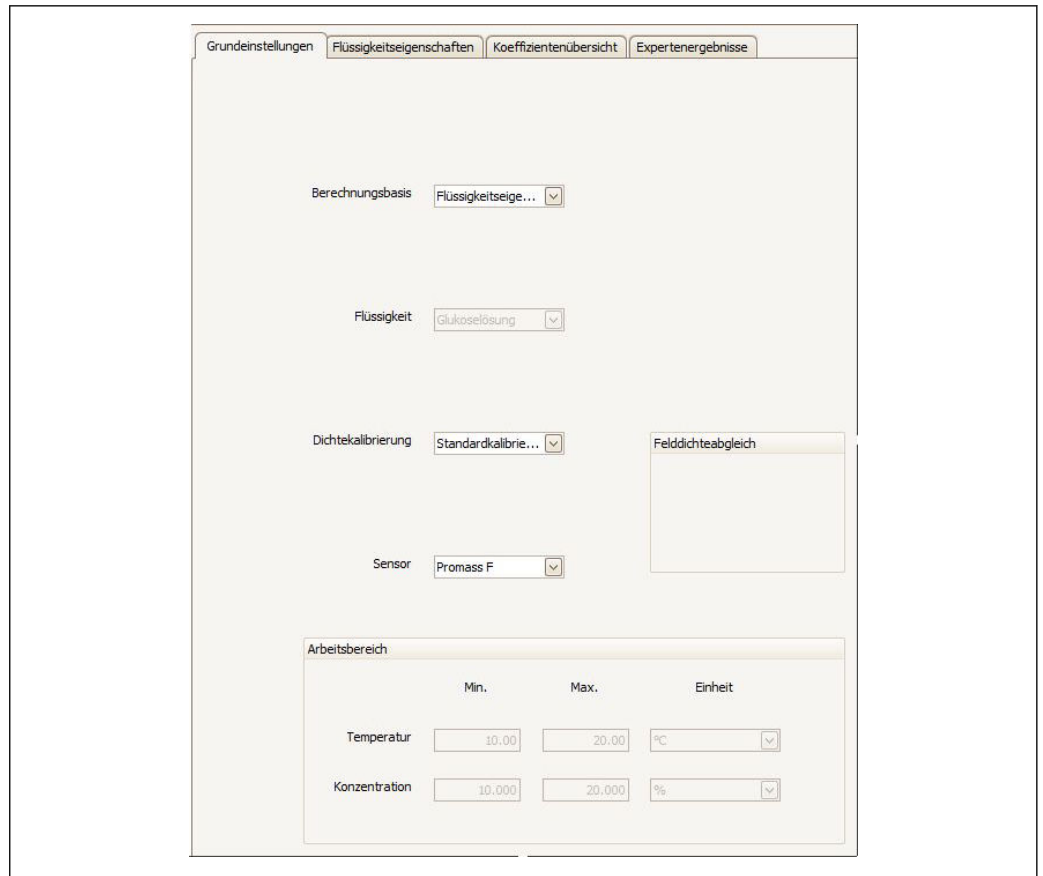 Grundeinstellungen Flüssigkeitseigenschaften Koeffizientenübersicht Expertenergebnisse
Berechnungsbasis Flüssigkeitseige...
Flüssigkeit Glukoselösung
Dichtekalibrierung Standardkalibrie... Felddichteabgleich
Sensor Promass F
Arbeitsbereich
Min. Max. Einheit
Temperatur 10.00 20.00 °C
Konzentration 10.000 20.000 %